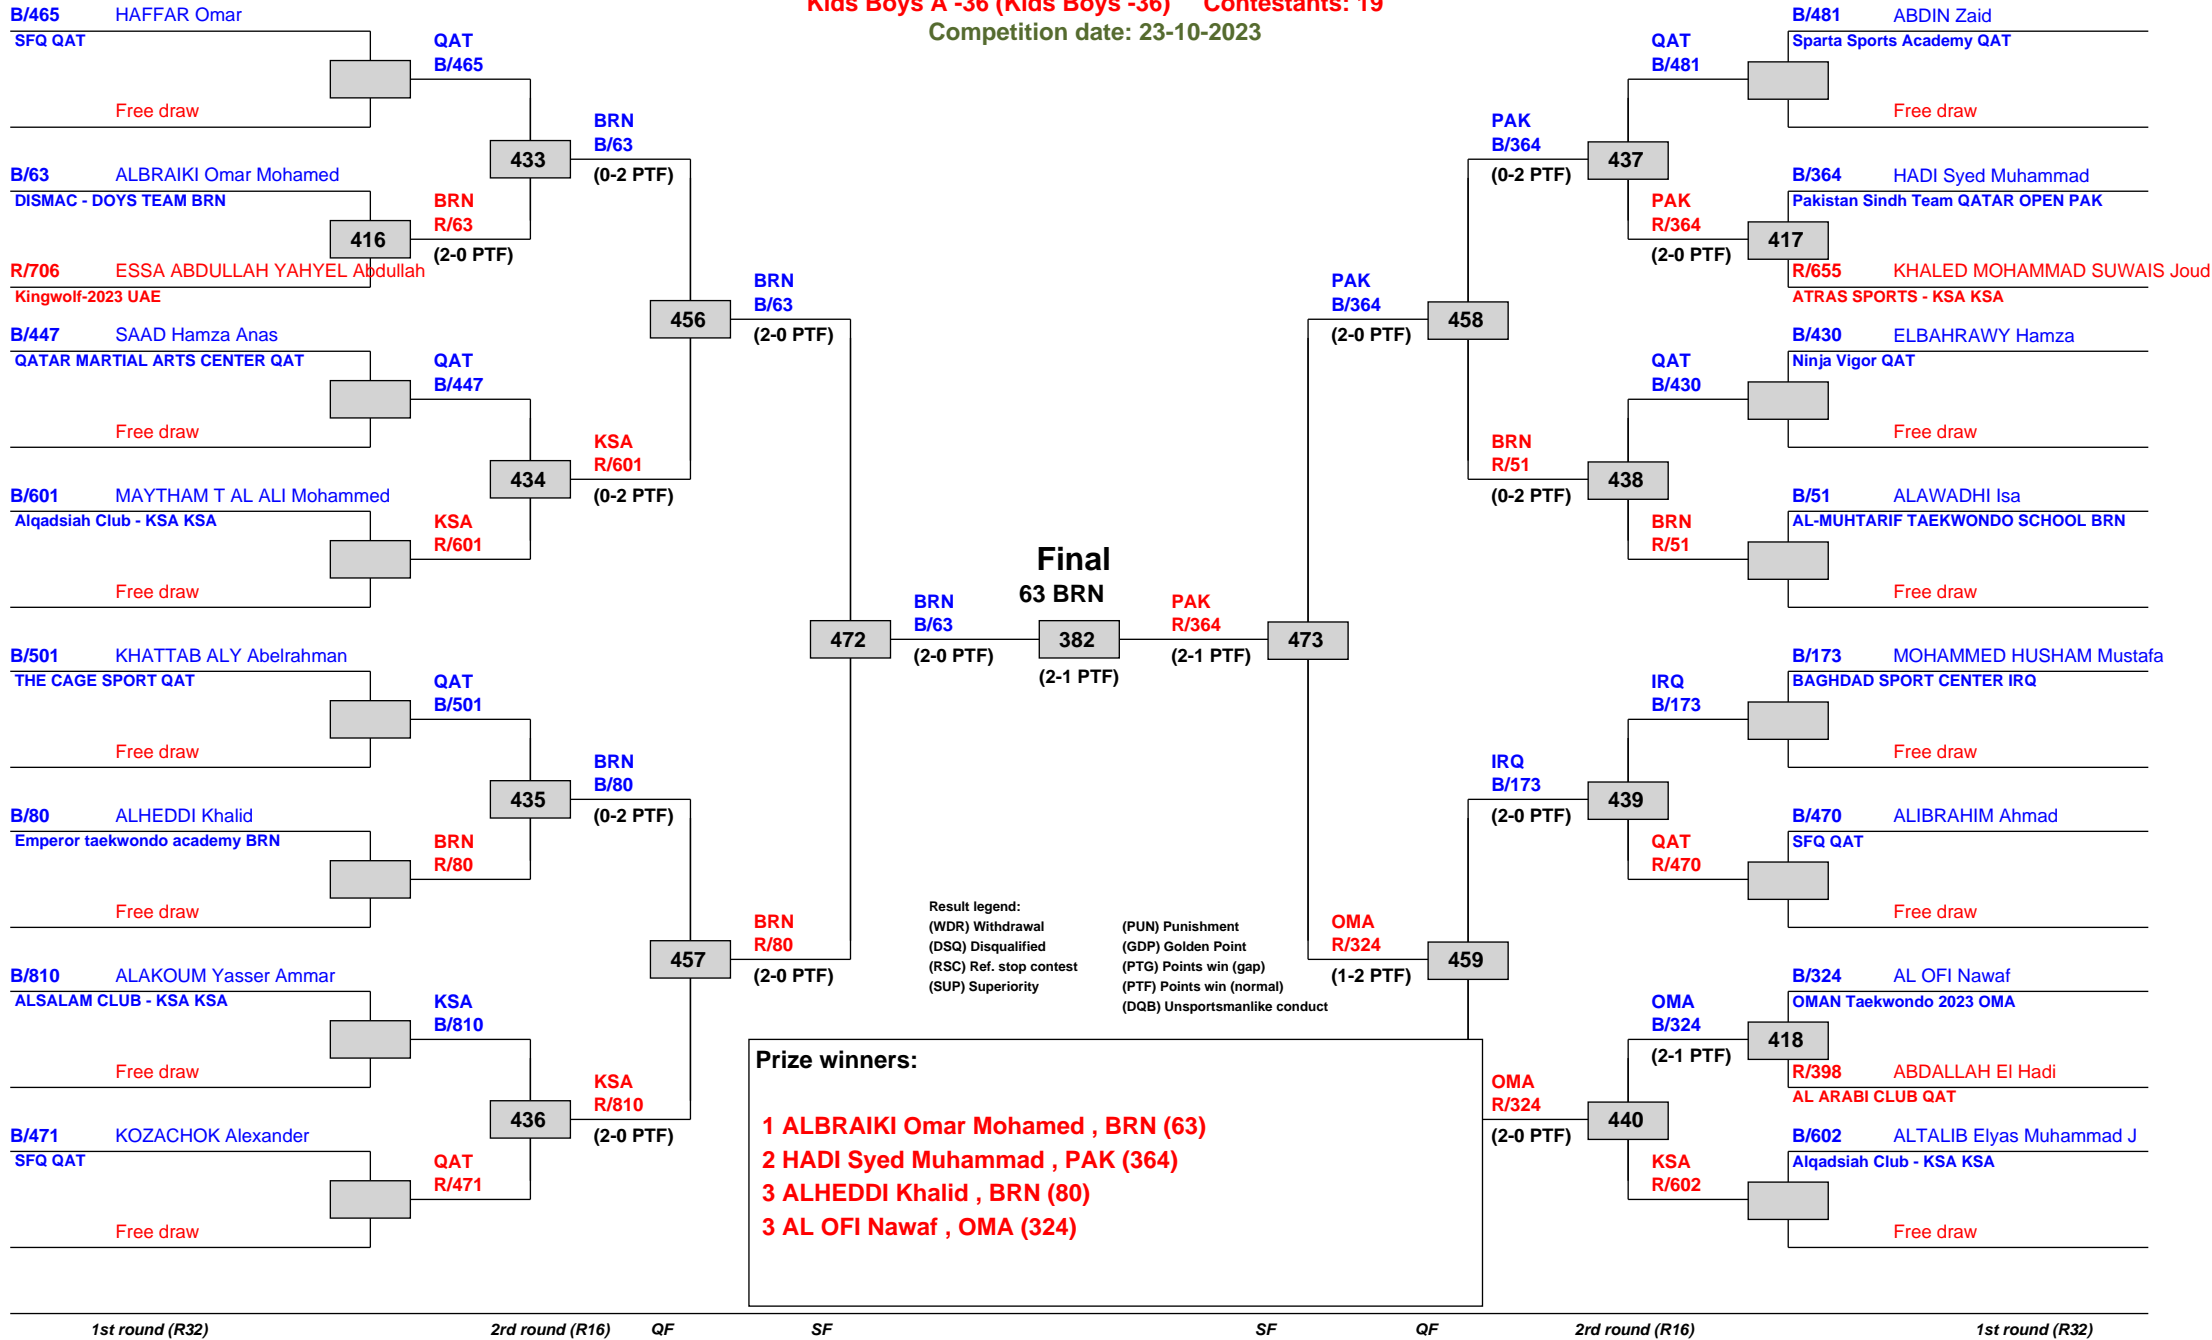 Kids Boys A -36 (Kids Boys -36) Contestants: 19
Competition date: 23-10-2023
B/465 HAFFAR Omar
SFQ QAT
Free draw
B/63 ALBRAIKI Omar Mohamed
DISMAC - DOYS TEAM BRN
416
R/706 ESSA ABDULLAH YAHYEL Abdullah
Kingwolf-2023 UAE
B/447 SAAD Hamza Anas
QATAR MARTIAL ARTS CENTER QAT
Free draw
B/601 MAYTHAM T AL ALI Mohammed
Alqadsiah Club - KSA KSA
Free draw
B/501 KHATTAB ALY Abelrahman
THE CAGE SPORT QAT
Free draw
B/80 ALHEDDI Khalid
Emperor taekwondo academy BRN
Free draw
B/810 ALAKOUM Yasser Ammar
ALSALAM CLUB - KSA KSA
Free draw
B/471 KOZACHOK Alexander
SFQ QAT
Free draw
QAT
B/465
433
BRN
R/63
(2-0 PTF)
QAT
B/447
434
KSA
R/601
QAT
B/501
435
BRN
R/80
KSA
B/810
436
QAT
R/471
BRN
B/63
(0-2 PTF)
456
KSA
R/601
(0-2 PTF)
BRN
B/80
(0-2 PTF)
457
KSA
R/810
(2-0 PTF)
BRN
B/63
(2-0 PTF)
472
BRN
R/80
(2-0 PTF)
BRN
B/63
(2-0 PTF)
Final
63 BRN
382
(2-1 PTF)
PAK
R/364
(2-1 PTF)
473
PAK
B/364
(2-0 PTF)
OMA
R/324
(1-2 PTF)
PAK
B/364
(0-2 PTF)
458
BRN
R/51
(0-2 PTF)
IRQ
B/173
(2-0 PTF)
459
OMA
R/324
(2-0 PTF)
QAT
B/481
437
PAK
R/364
(2-0 PTF)
QAT
B/430
438
BRN
R/51
IRQ
B/173
439
QAT
R/470
OMA
B/324
(2-1 PTF)
440
KSA
R/602
B/481 ABDIN Zaid
Sparta Sports Academy QAT
Free draw
B/364 HADI Syed Muhammad
Pakistan Sindh Team QATAR OPEN PAK
417
R/655 KHALED MOHAMMAD SUWAIS Joud
ATRAS SPORTS - KSA KSA
B/430 ELBAHRAWY Hamza
Ninja Vigor QAT
Free draw
B/51 ALAWADHI Isa
AL-MUHTARIF TAEKWONDO SCHOOL BRN
Free draw
B/173 MOHAMMED HUSHAM Mustafa
BAGHDAD SPORT CENTER IRQ
Free draw
B/470 ALIBRAHIM Ahmad
SFQ QAT
Free draw
B/324 AL OFI Nawaf
OMAN Taekwondo 2023 OMA
418
R/398 ABDALLAH El Hadi
AL ARABI CLUB QAT
B/602 ALTALIB Elyas Muhammad J
Alqadsiah Club - KSA KSA
Free draw
Result legend:
(WDR) Withdrawal (PUN) Punishment
(DSQ) Disqualified (GDP) Golden Point
(RSC) Ref. stop contest (PTG) Points win (gap)
(SUP) Superiority (PTF) Points win (normal)
(DQB) Unsportsmanlike conduct
Prize winners:
1 ALBRAIKI Omar Mohamed , BRN (63)
2 HADI Syed Muhammad , PAK (364)
3 ALHEDDI Khalid , BRN (80)
3 AL OFI Nawaf , OMA (324)
1st round (R32) 2rd round (R16) QF SF SF QF 2rd round (R16) 1st round (R32)